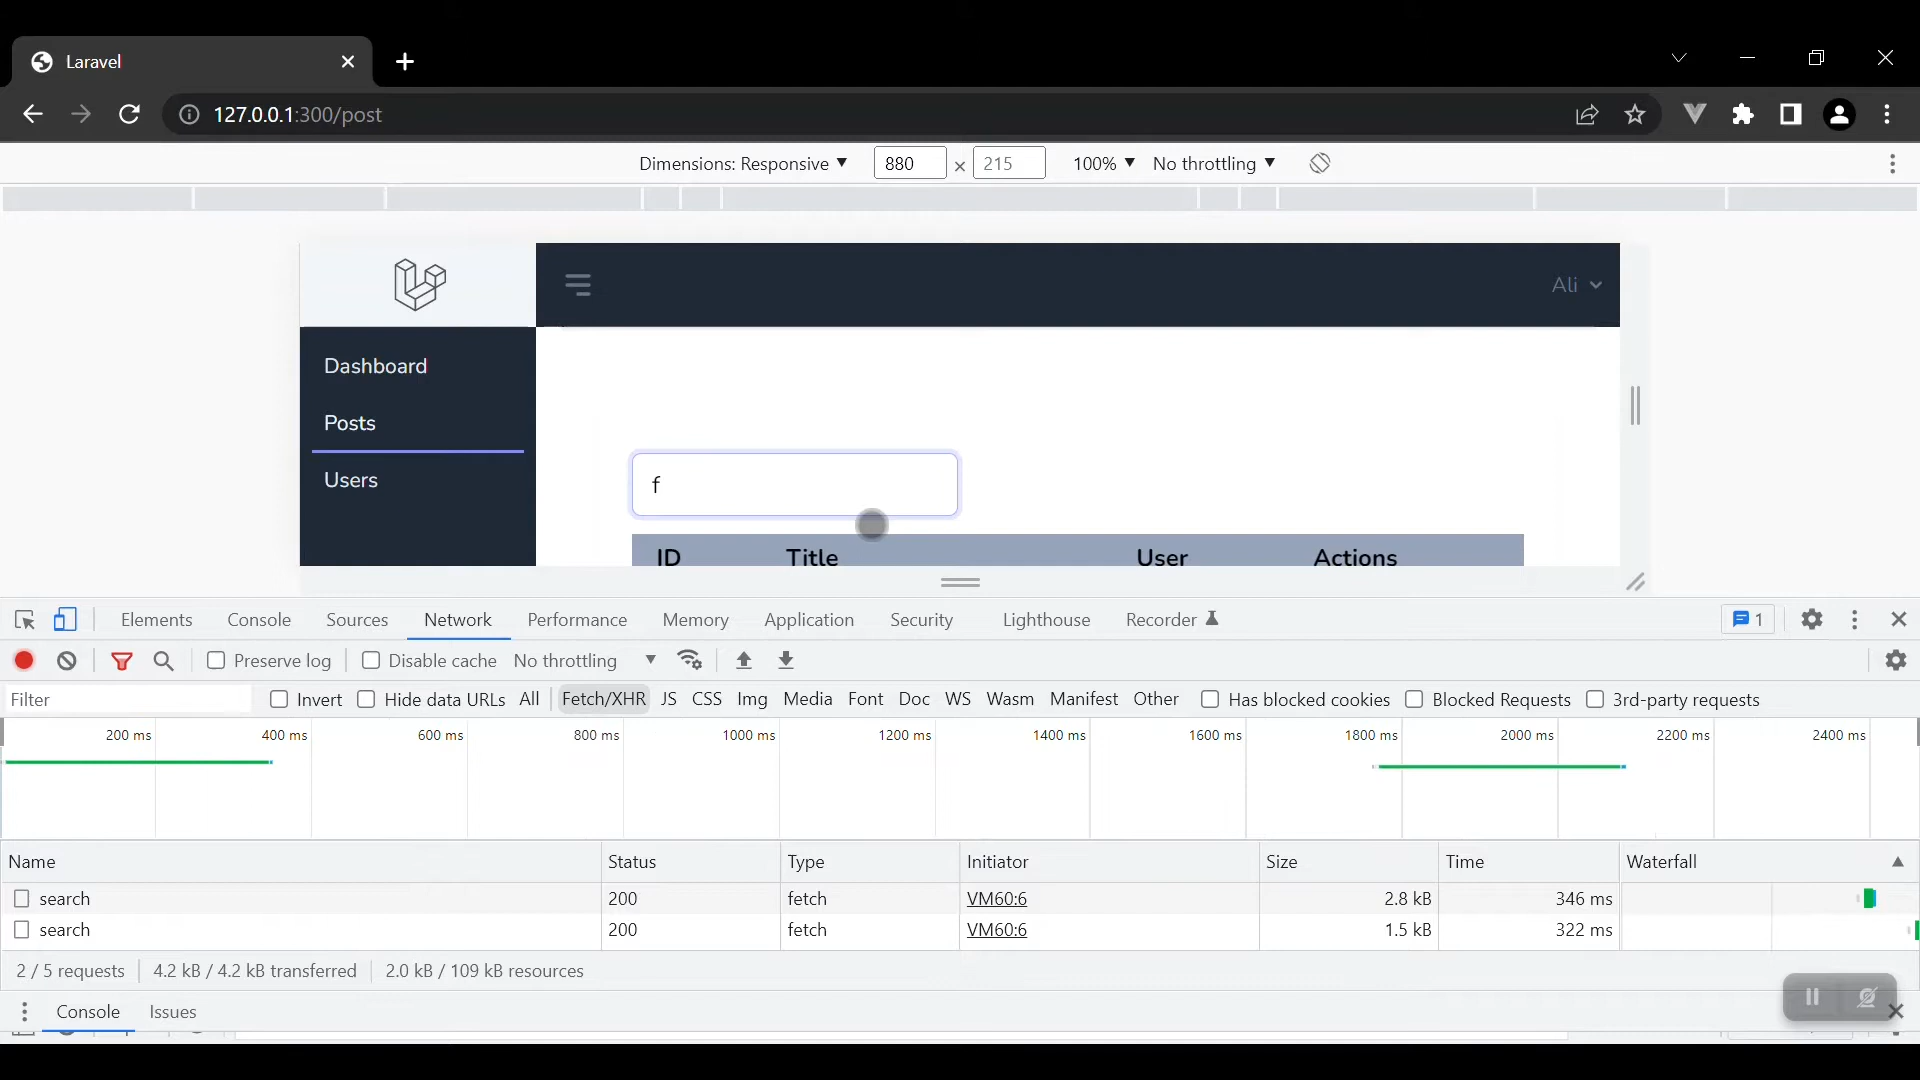 Laravel
127.0.0.1:300/post
Dimensions: Responsive ▼ 880 × 215 100% ▼ No throttling ▼
Ali
Dashboard
Posts
Users
f
ID Title User Actions
Elements Console Sources Network Performance Memory Application Security Lighthouse Recorder 1
Preserve log Disable cache No throttling ▼
Filter Invert Hide data URLs All Fetch/XHR JS CSS Img Media Font Doc WS Wasm Manifest Other Has blocked cookies Blocked Requests 3rd-party requests
200 ms 400 ms 600 ms 800 ms 1000 ms 1200 ms 1400 ms 1600 ms 1800 ms 2000 ms 2200 ms 2400 ms
Name Status Type Initiator Size Time Waterfall ▲
search 200 fetch VM60:6 2.8 kB 346 ms
search 200 fetch VM60:6 1.5 kB 322 ms
2 / 5 requests 4.2 kB / 4.2 kB transferred 2.0 kB / 109 kB resources
Console Issues